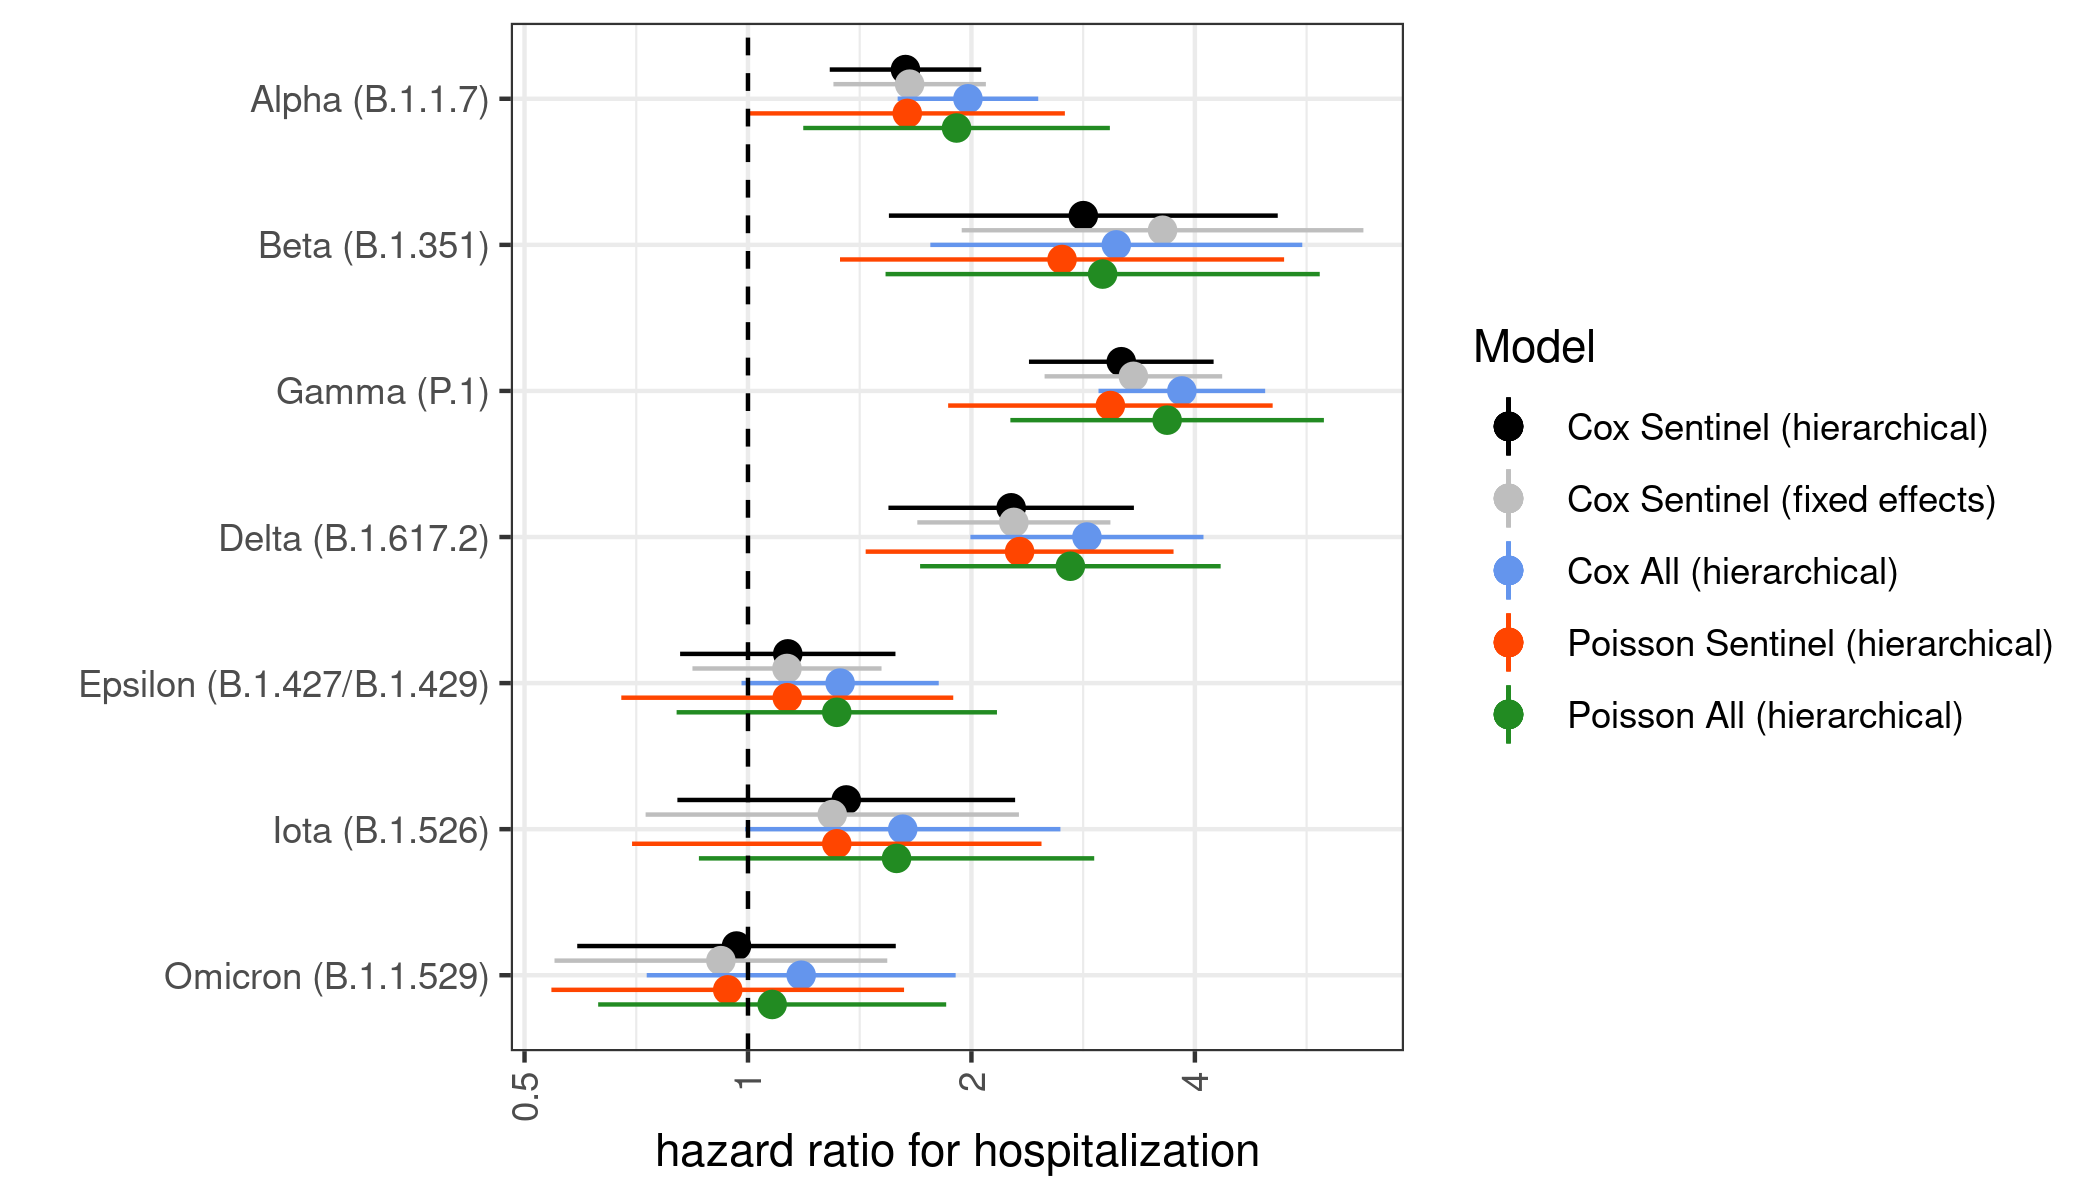 Alpha (B.1.1.7)
Beta (B.1.351)
Gamma (P.1)
Delta (B.1.617.2)
Epsilon (B.1.427/B.1.429)
Iota (B.1.526)
Omicron (B.1.1.529)
0.5
1
2
4
hazard ratio for hospitalization
Model
Cox Sentinel (hierarchical)
Cox Sentinel (fixed effects)
Cox All (hierarchical)
Poisson Sentinel (hierarchical)
Poisson All (hierarchical)